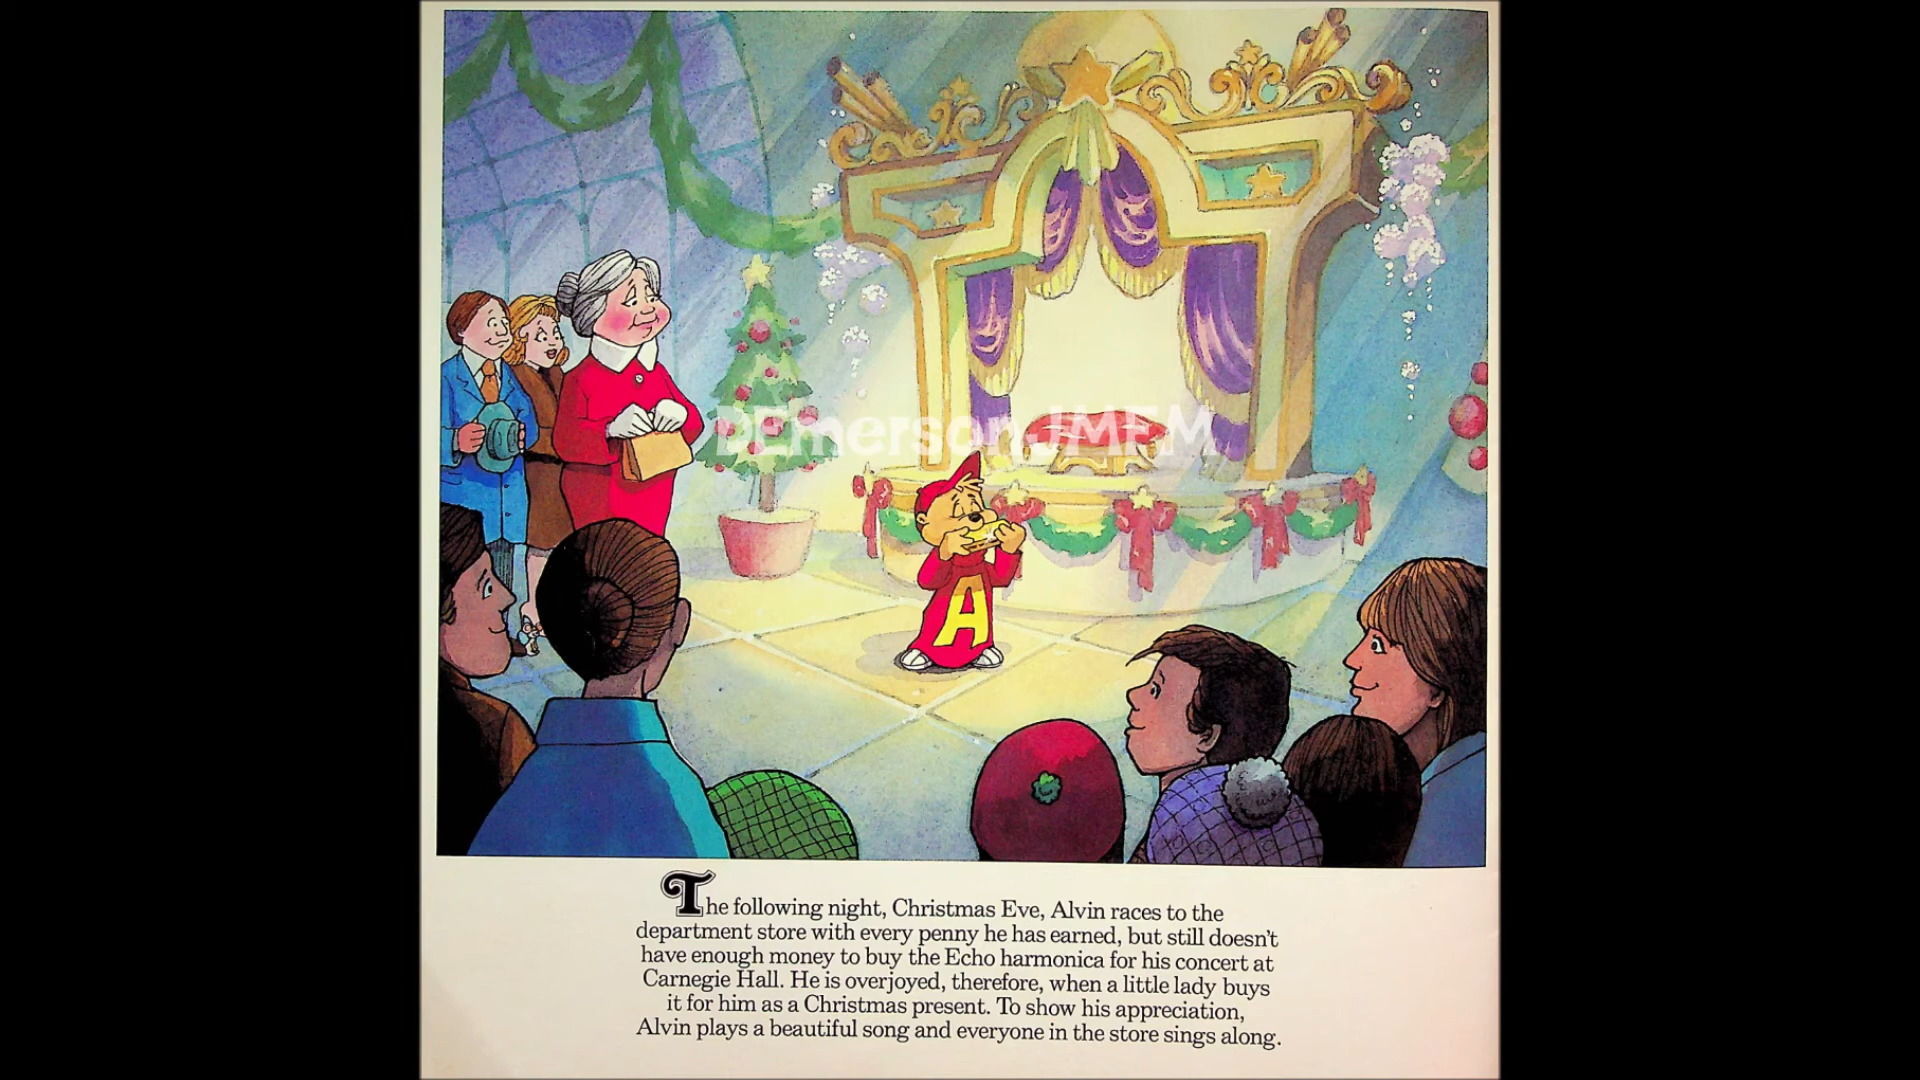 DEmersonJMFM
A
The following night, Christmas Eve, Alvin races to the
department store with every penny he has earned, but still doesn't
have enough money to buy the Echo harmonica for his concert at
Carnegie Hall. He is overjoyed, therefore, when a little lady buys
it for him as a Christmas present. To show his appreciation,
Alvin plays a beautiful song and everyone in the store sings along.